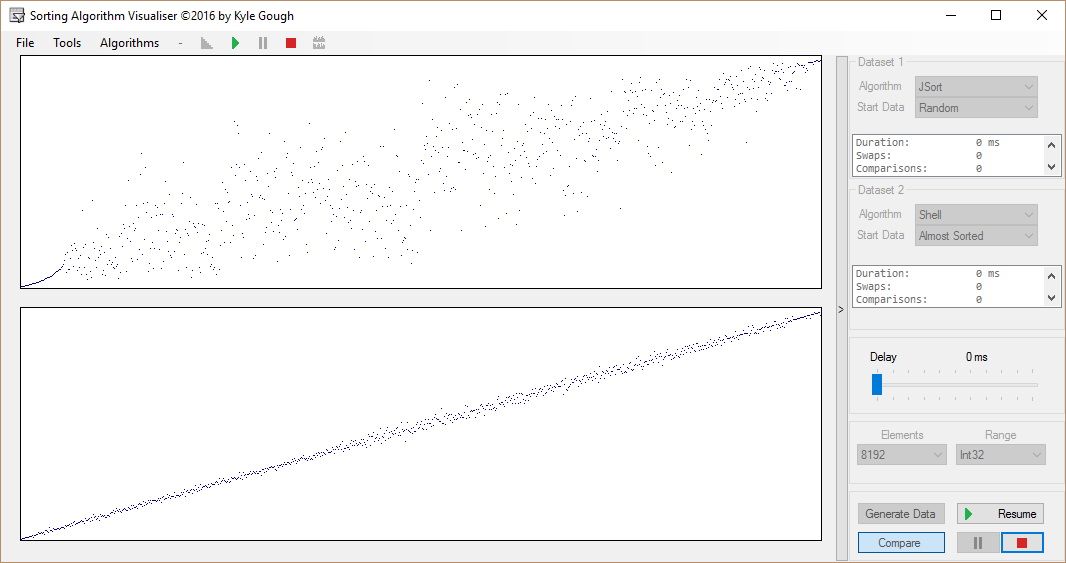 Sorting Algorithm Visualiser ©2016 by Kyle Gough
File Tools Algorithms -
Dataset 1
Algorithm JSort
Start Data Random
Duration: 0 ms
Swaps: 0
Comparisons: 0
Dataset 2
Algorithm Shell
Start Data Almost Sorted
Duration: 0 ms
Swaps: 0
Comparisons: 0
>
Delay 0 ms
Elements Range
8192 Int32
Generate Data Resume
Compare